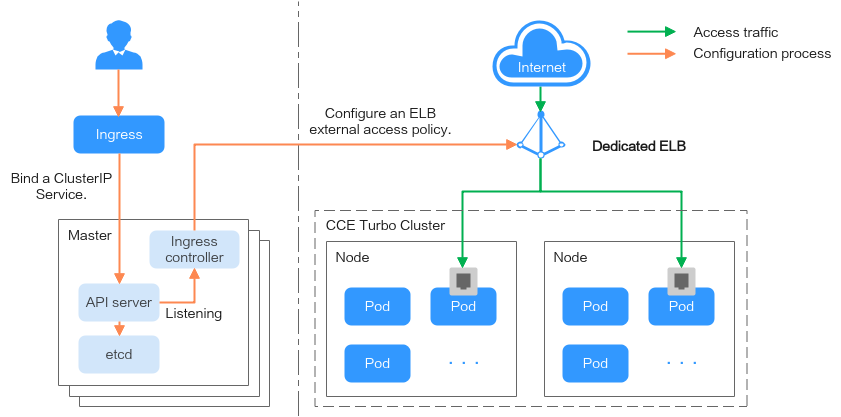 Access traffic
Configuration process
Internet
Ingress
Configure an ELB
external access policy.
Dedicated ELB
Bind a ClusterIP
Service.
Master
Ingress
controller
API server
Listening
etcd
CCE Turbo Cluster
Node
Pod
Pod
Pod
. . .
Node
Pod
Pod
Pod
. . .